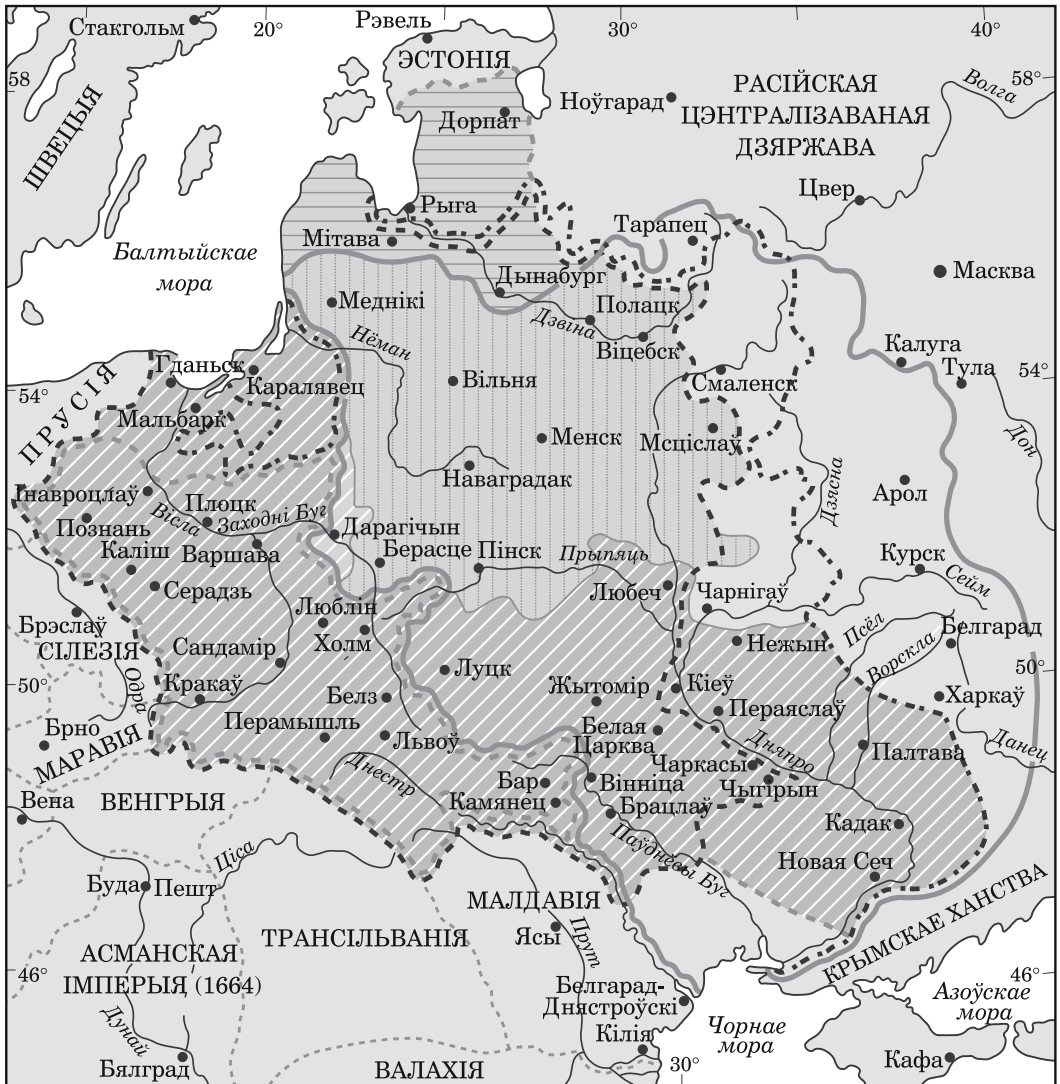 Стакгольм
20°
Рэвель
30°
40°
ЭСТОНІЯ
58
58°
ШВЕЦЫЯ
Дорпат
Ноўгарад
РАСІЙСКАЯ
ЦЭНТРАЛІЗАВАНАЯ
ДЗЯРЖАВА
Волга
Цвер
Рыга
Мітава
Тарапец
Балтыйскае
мора
Масква
Дынабург
Меднікі
Полацк
Дзвіна
Віцебск
Нёман
Калуга
Тула
54°
54°
Гданьск
Каралявец
Вільня
Смаленск
ПРУСІЯ
Мальбарк
Менск
Мсціслаў
Дон
Наваградак
Дзясна
Арол
Інавроцлаў
Плоцк
Вісла
Заходні Буг
Познань
Варшава
Дарагічын
Каліш
Берасце
Пінск
Прыпяць
Курск
Сейм
Серадзь
Любеч
Чарнігаў
Люблін
Брэслаў
Холм
СІЛЕЗІЯ
Сандамір
Нежын
Псёл
Белгарад
Ворскла
50°
50°
Одра
Кракаў
Луцк
Жытомір
Кіеў
Белз
Харкаў
Перамышль
Пераяслаў
Брно
МАРАВІЯ
Львоў
Белая
Царква
Дняпро
Палтава
Данец
Днестр
Чаркасы
Бар
Вінніца
Чыгірын
Вена
ВЕНГРЫЯ
Камянец
Брацлаў
Кадак
Ціса
Паўднёвы Буг
Новая Сеч
Буда
Пешт
МАЛДАВІЯ
КРЫМСКАЕ ХАНСТВА
АСМАНСКАЯ
ІМПЕРЫЯ (1664)
ТРАНСІЛЬВАНІЯ
Ясы
Прут
46°
46°
Белгарад-
Днястроўскі
Азоўскае
мора
Дунай
Кілія
Чорнае
мора
Бялград
ВАЛАХІЯ
30°
Кафа